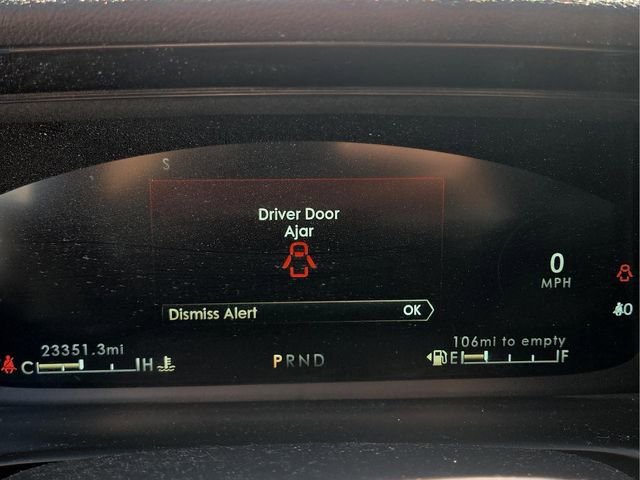 S
Driver Door
Ajar
0
MPH
Dismiss Alert OK
23351.3mi
106mi to empty
C H
PRND
E F